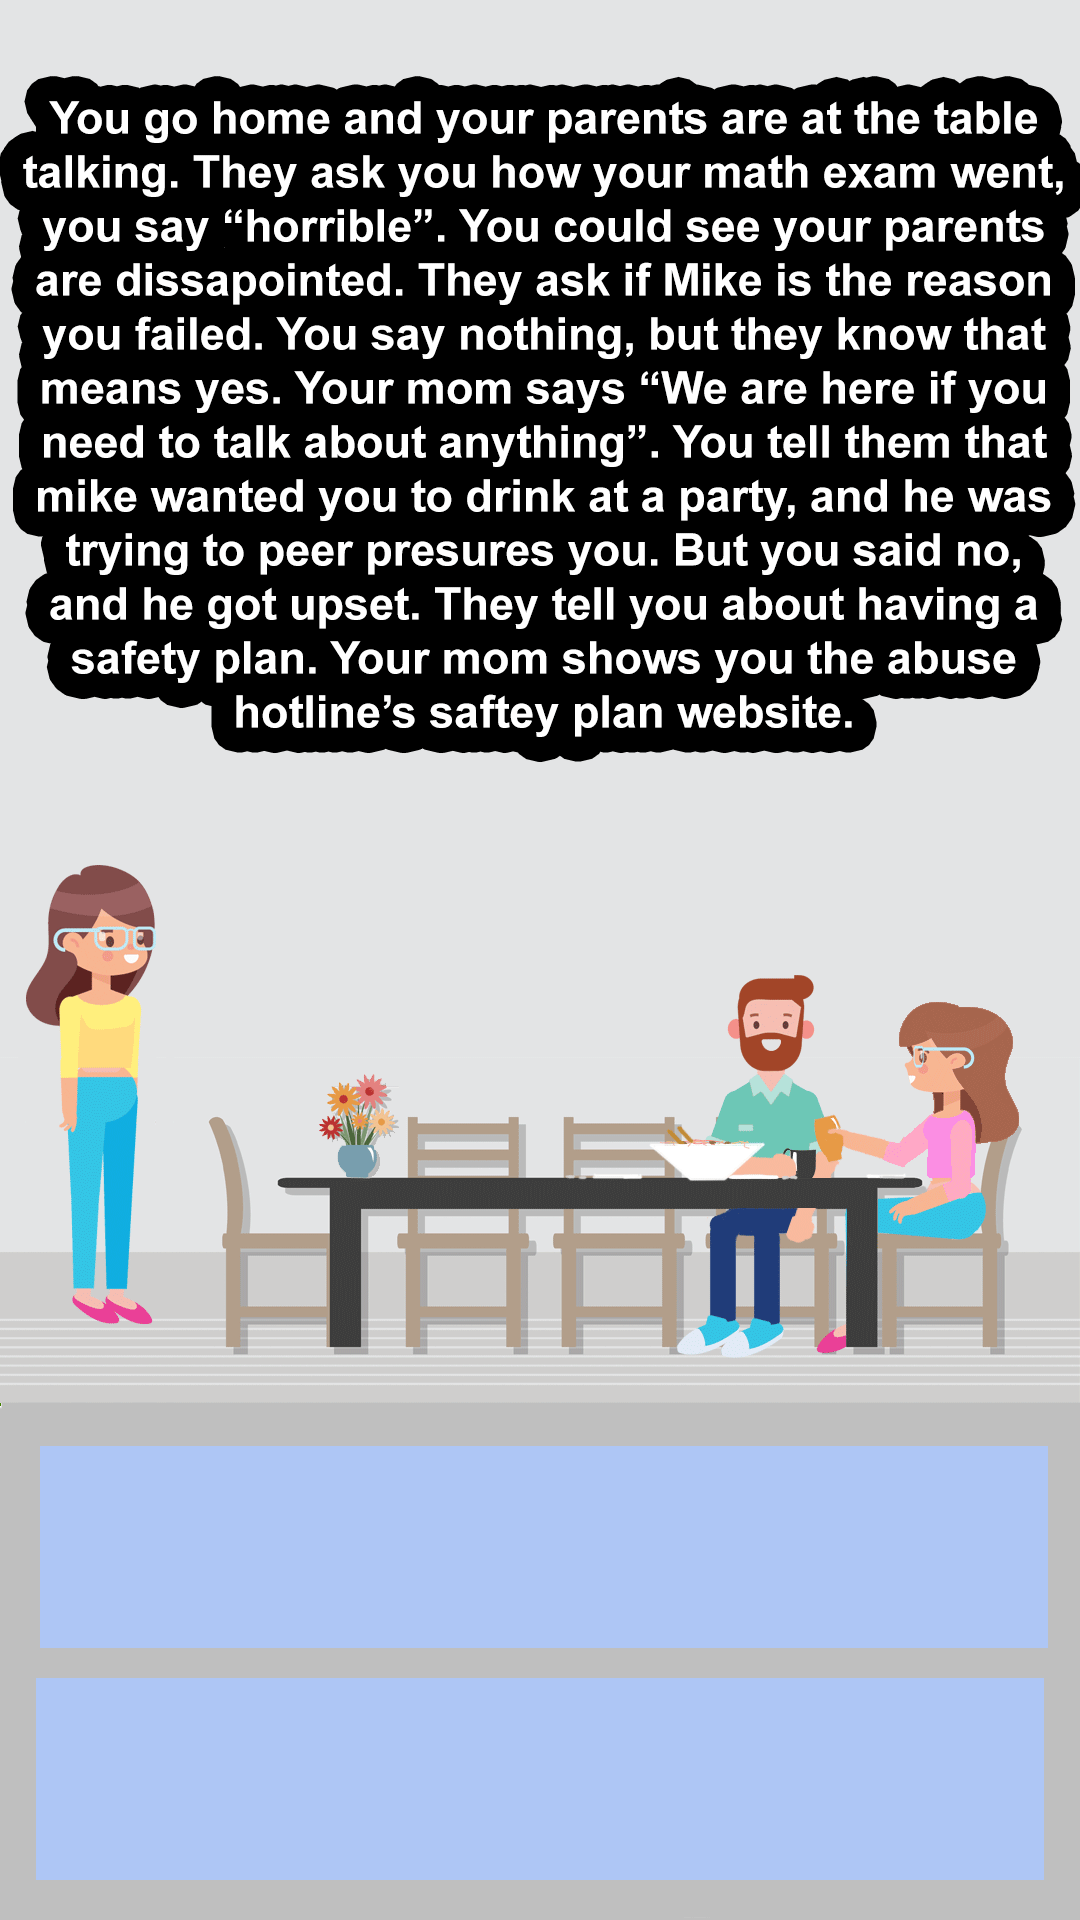 You go home and your parents are at the table
talking. They ask you how your math exam went,
you say “horrible”. You could see your parents
are dissapointed. They ask if Mike is the reason
you failed. You say nothing, but they know that
means yes. Your mom says “We are here if you
need to talk about anything”. You tell them that
mike wanted you to drink at a party, and he was
trying to peer presures you. But you said no,
and he got upset. They tell you about having a
safety plan. Your mom shows you the abuse
hotline’s saftey plan website.